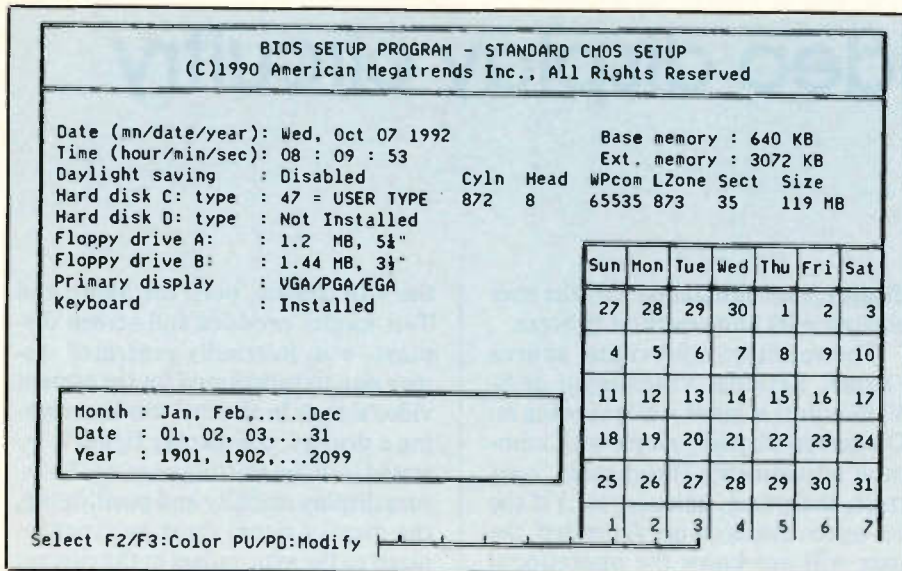 BIOS SETUP PROGRAM - STANDARD CMOS SETUP
(C)1990 American Megatrends Inc., All Rights Reserved
Date (mn/date/year): Wed, Oct 07 1992
Base memory : 640 KB
Time (hour/min/sec): 08 : 09 : 53
Ext. memory : 3072 KB
Daylight saving : Disabled Cyln Head WPcom LZone Sect Size
Hard disk C: type : 47 = USER TYPE 872 8 65535 873 35 119 MB
Hard disk D: type : Not Installed
Floppy drive A: : 1.2 MB, 5¼"
Floppy drive B: : 1.44 MB, 3½"
Primary display : VGA/PGA/EGA
Keyboard : Installed
Sun Mon Tue Wed Thu Fri Sat
27 28 29 30 1 2 3
4 5 6 7 8 9 10
11 12 13 14 15 16 17
18 19 20 21 22 23 24
25 26 27 28 29 30 31
1 2 3 4 5 6 7
Month : Jan, Feb,....Dec
Date : 01, 02, 03,...31
Year : 1901, 1902,...2099
Select F2/F3:Color PU/PD:Modify